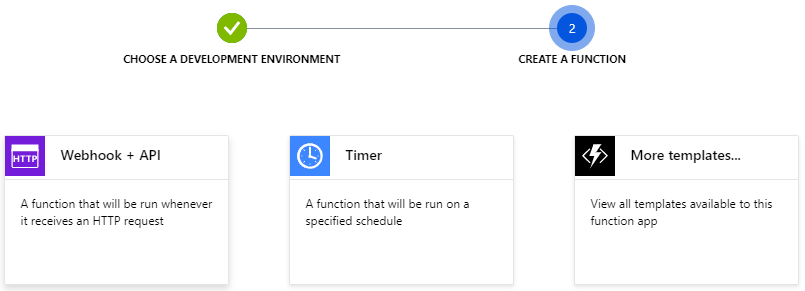 2
CHOOSE A DEVELOPMENT ENVIRONMENT
CREATE A FUNCTION
HTTP
Webhook + API
A function that will be run whenever
it receives an HTTP request
Timer
A function that will be run on a
specified schedule
More templates...
View all templates available to this
function app